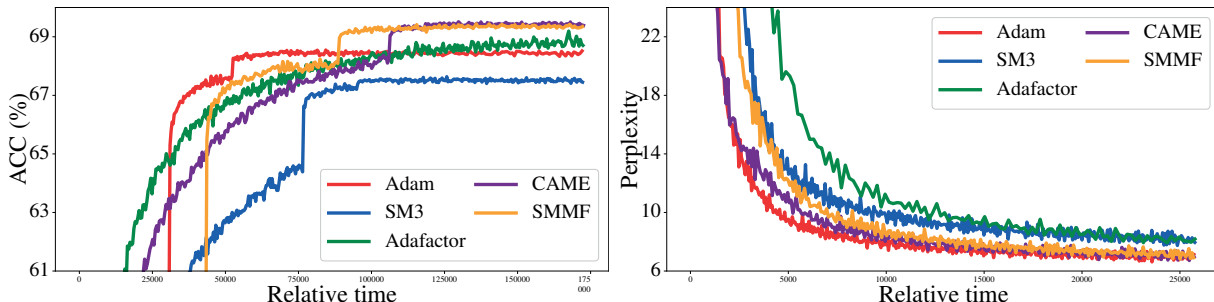 ACC (%)
69
67
65
63
61
Adam
SM3
Adafactor
CAME
SMMF
0
25000
50000
75000
100000
125000
150000
175
000
Relative time
Perplexity
22
18
14
10
6
Adam
SM3
Adafactor
CAME
SMMF
0
5000
10000
15000
20000
25000
Relative time